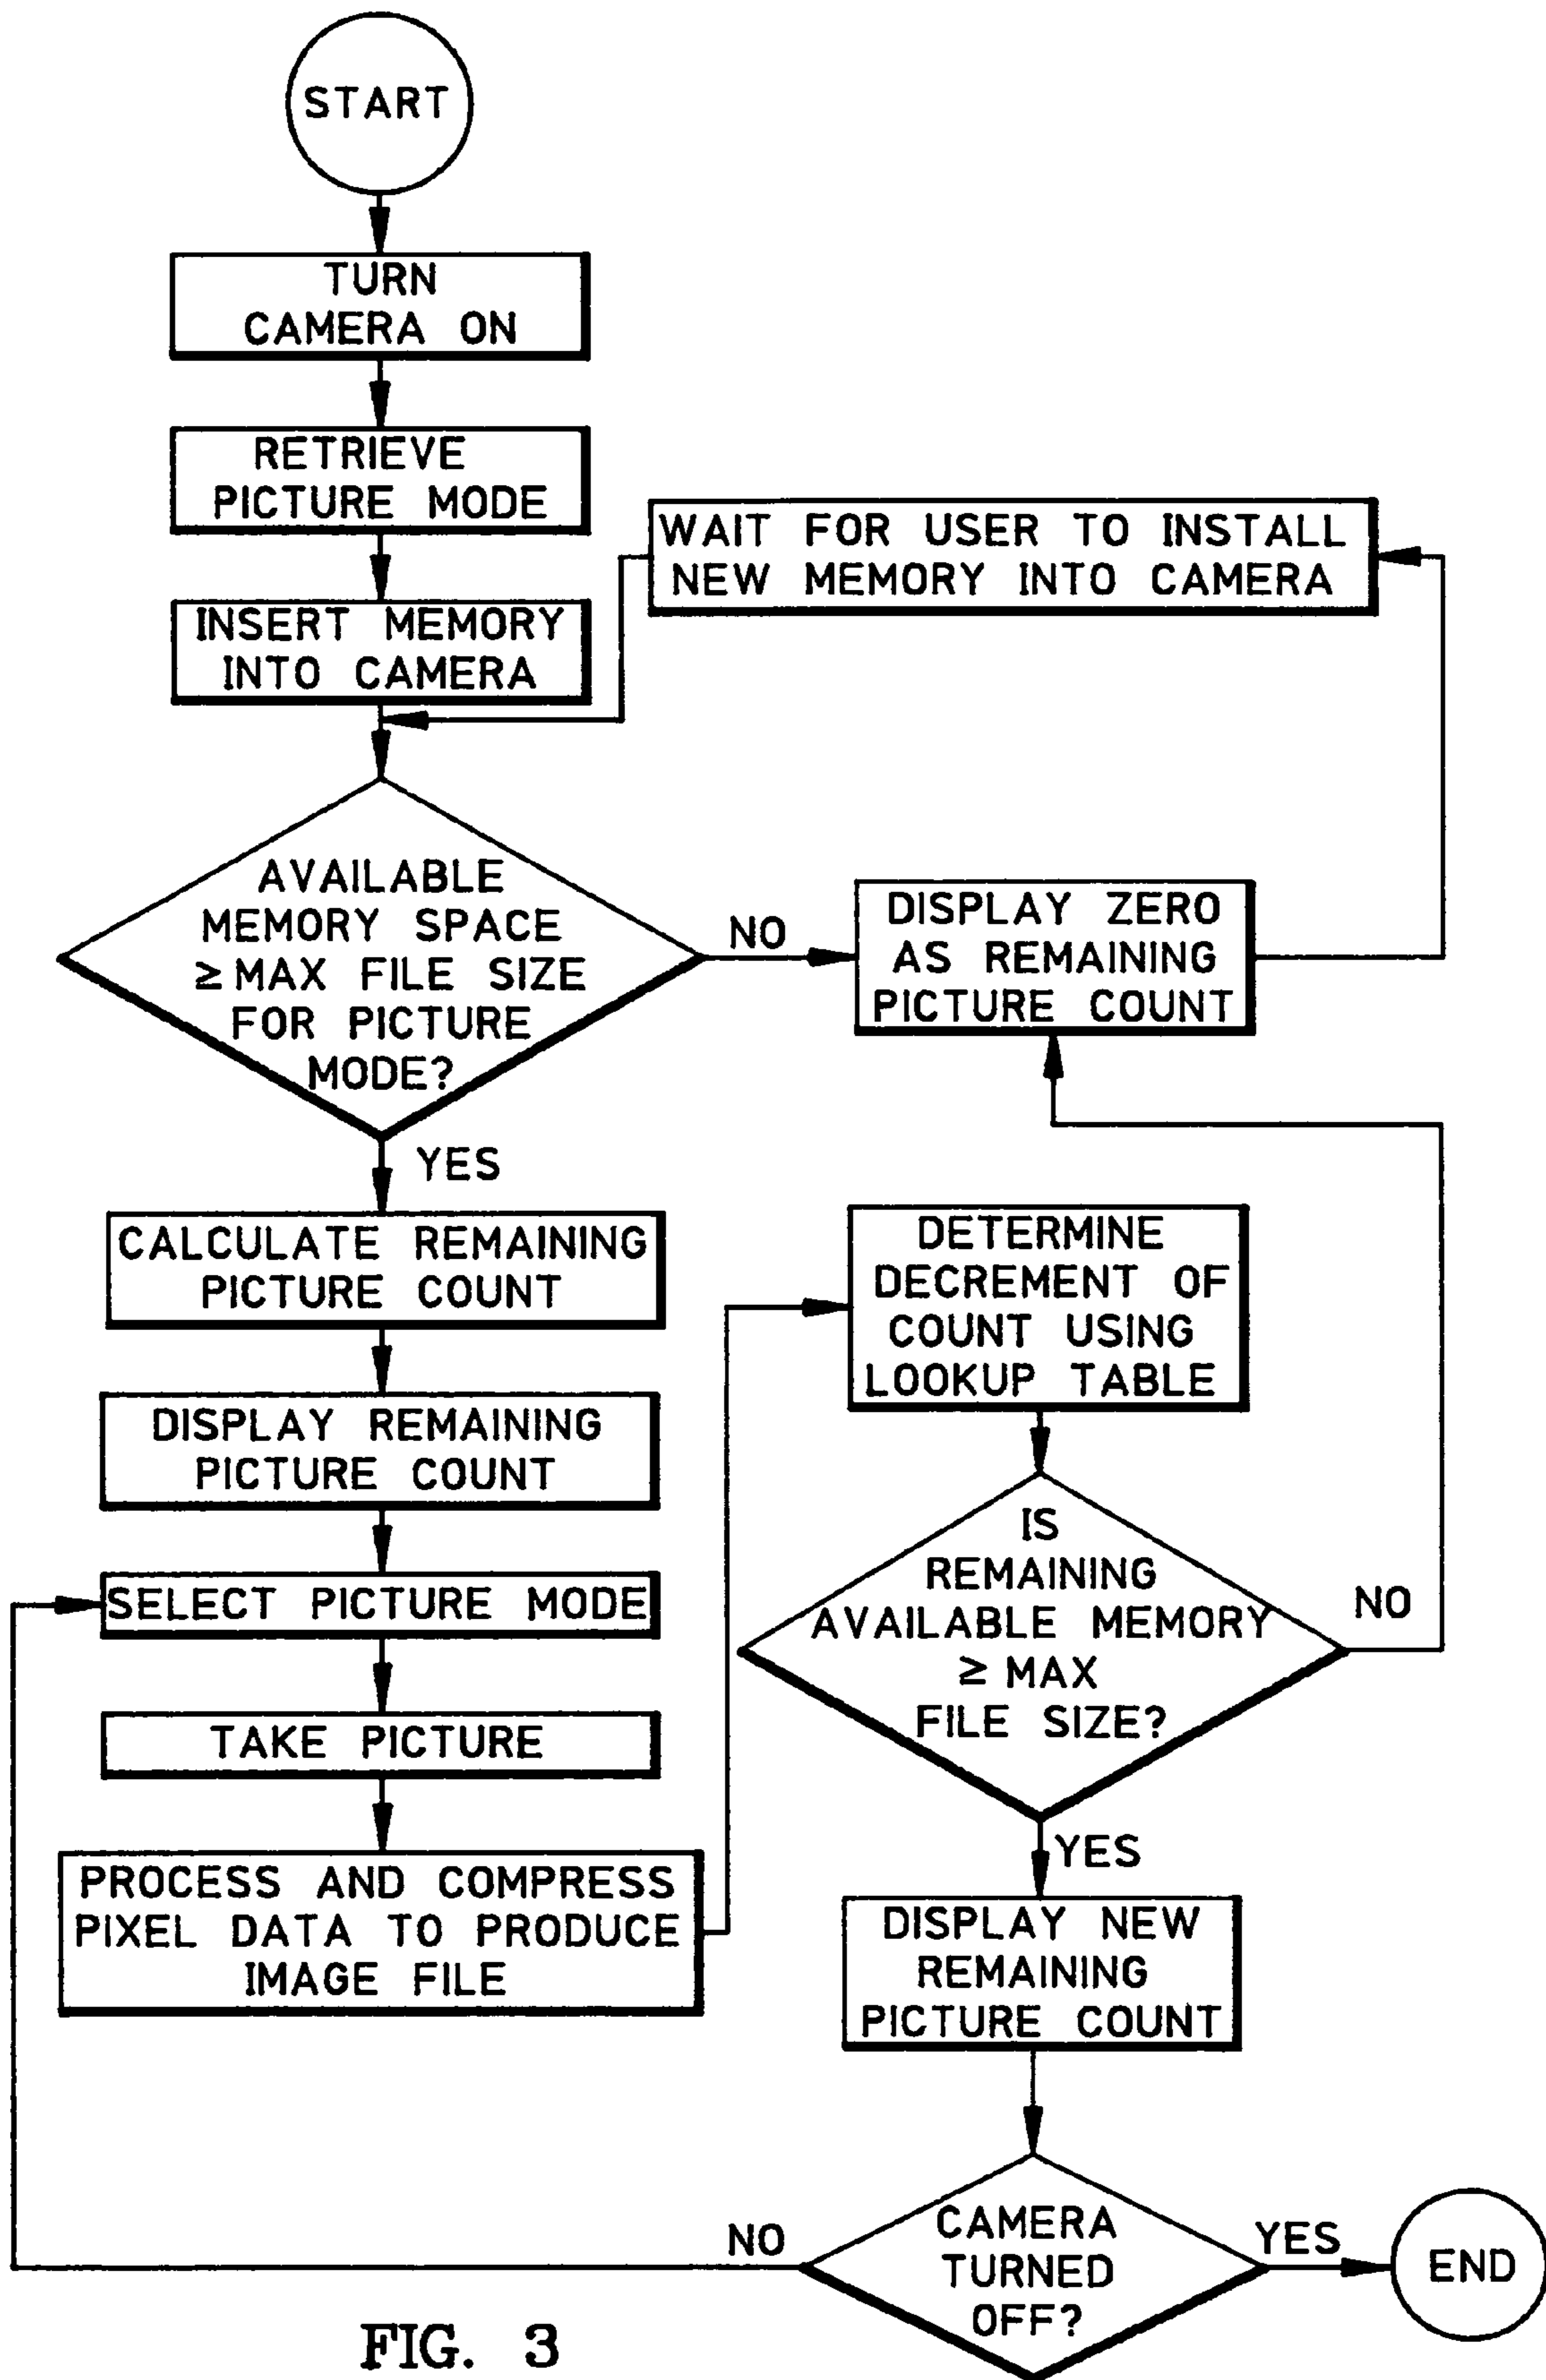 START
TURN
CAMERA ON
RETRIEVE
PICTURE MODE
INSERT MEMORY
INTO CAMERA
WAIT FOR USER TO INSTALL
NEW MEMORY INTO CAMERA
AVAILABLE
MEMORY SPACE
≥ MAX FILE SIZE
FOR PICTURE
MODE?
NO
DISPLAY ZERO
AS REMAINING
PICTURE COUNT
YES
CALCULATE REMAINING
PICTURE COUNT
DISPLAY REMAINING
PICTURE COUNT
SELECT PICTURE MODE
TAKE PICTURE
PROCESS AND COMPRESS
PIXEL DATA TO PRODUCE
IMAGE FILE
DETERMINE
DECREMENT OF
COUNT USING
LOOKUP TABLE
IS
REMAINING
AVAILABLE MEMORY
≥ MAX
FILE SIZE?
NO
YES
DISPLAY NEW
REMAINING
PICTURE COUNT
CAMERA
TURNED
OFF?
NO
YES
END
FIG. 3